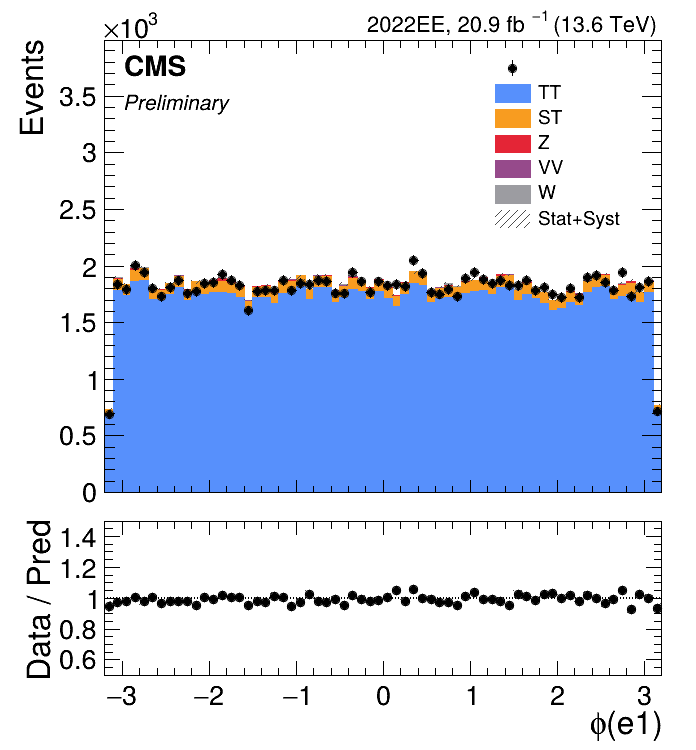 ×10³ 2022EE, 20.9 fb ⁻¹ (13.6 TeV)
CMS
Preliminary
TT
ST
Z
VV
W
Stat+Syst
Events
3.5
3
2.5
2
1.5
1
0.5
0
Data / Pred
1.4
1.2
1
0.8
0.6
−3 −2 −1 0 1 2 3
ϕ(e1)